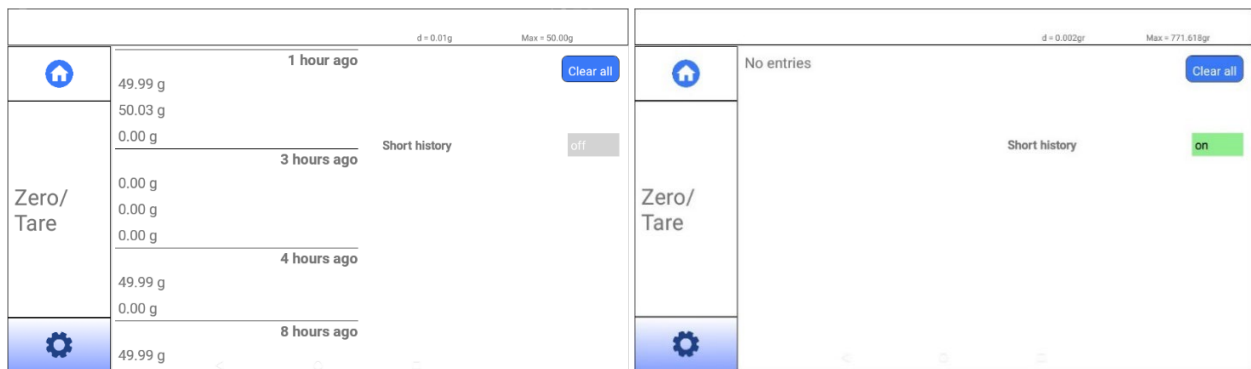 d = 0.01g Max = 50.00g
1 hour ago
Clear all
49.99 g
50.03 g
0.00 g
Short history off
3 hours ago
0.00 g
Zero/
Tare
0.00 g
0.00 g
4 hours ago
49.99 g
0.00 g
8 hours ago
49.99 g
d = 0.002gr Max = 771.618gr
No entries
Clear all
Short history on
Zero/
Tare